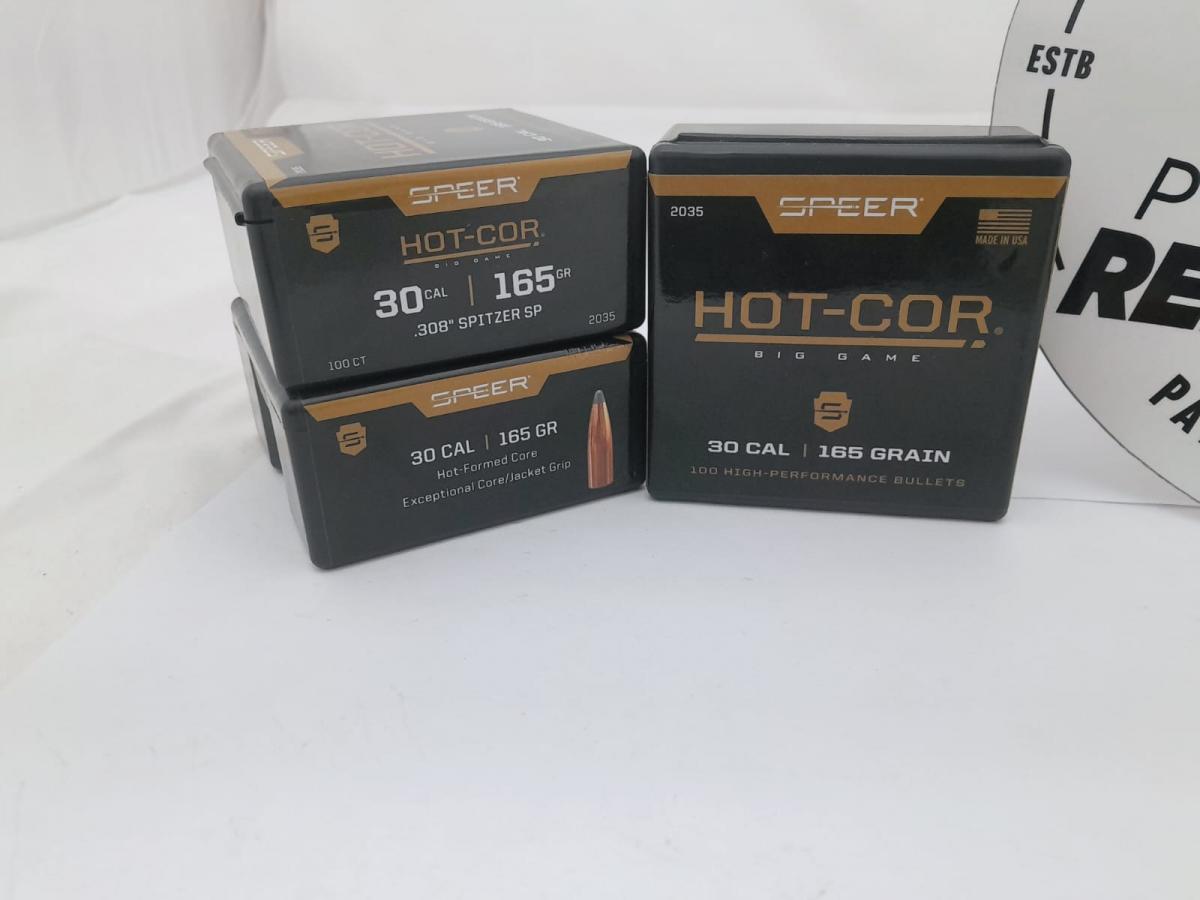 SPEER
HOT-COR
BIG GAME
30 CAL | 165 GR
.308" SPITZER SP
2035
100 CT
SPEER
30 CAL | 165 GR
Hot-Formed Core
Exceptional Core/Jacket Grip
2035
SPEER
MADE IN USA
HOT-COR
BIG GAME
30 CAL | 165 GRAIN
100 HIGH-PERFORMANCE BULLETS
ESTB